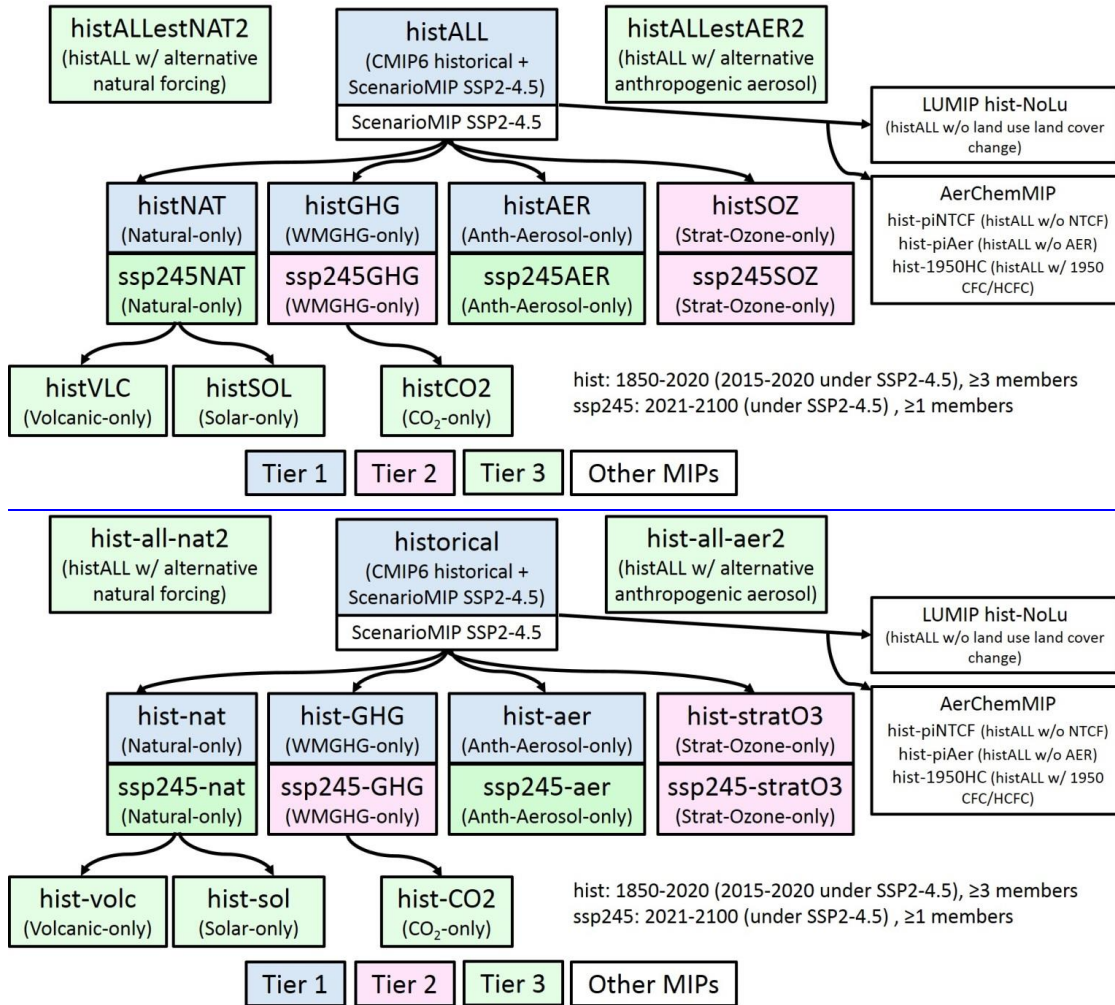 histALLestNAT2
(histALL w/ alternative
natural forcing)
histALL
(CMIP6 historical +
ScenarioMIP SSP2-4.5)
ScenarioMIP SSP2-4.5
histALLestAER2
(histALL w/ alternative
anthropogenic aerosol)
LUMIP hist-NoLu
(histALL w/o land use land cover
change)
AerChemMIP
hist-piNTCF (histALL w/o NTCF)
hist-piAer (histALL w/o AER)
hist-1950HC (histALL w/ 1950
CFC/HCFC)
histNAT
(Natural-only)
ssp245NAT
(Natural-only)
histGHG
(WMGHG-only)
ssp245GHG
(WMGHG-only)
histAER
(Anth-Aerosol-only)
ssp245AER
(Anth-Aerosol-only)
histSOZ
(Strat-Ozone-only)
ssp245SOZ
(Strat-Ozone-only)
histVLC
(Volcanic-only)
histSOL
(Solar-only)
histCO2
(CO₂-only)
hist: 1850-2020 (2015-2020 under SSP2-4.5), ≥3 members
ssp245: 2021-2100 (under SSP2-4.5) , ≥1 members
Tier 1
Tier 2
Tier 3
Other MIPs
hist-all-nat2
(histALL w/ alternative
natural forcing)
historical
(CMIP6 historical +
ScenarioMIP SSP2-4.5)
ScenarioMIP SSP2-4.5
hist-all-aer2
(histALL w/ alternative
anthropogenic aerosol)
LUMIP hist-NoLu
(histALL w/o land use land cover
change)
AerChemMIP
hist-piNTCF (histALL w/o NTCF)
hist-piAer (histALL w/o AER)
hist-1950HC (histALL w/ 1950
CFC/HCFC)
hist-nat
(Natural-only)
ssp245-nat
(Natural-only)
hist-GHG
(WMGHG-only)
ssp245-GHG
(WMGHG-only)
hist-aer
(Anth-Aerosol-only)
ssp245-aer
(Anth-Aerosol-only)
hist-stratO3
(Strat-Ozone-only)
ssp245-stratO3
(Strat-Ozone-only)
hist-volc
(Volcanic-only)
hist-sol
(Solar-only)
hist-CO2
(CO₂-only)
hist: 1850-2020 (2015-2020 under SSP2-4.5), ≥3 members
ssp245: 2021-2100 (under SSP2-4.5) , ≥1 members
Tier 1
Tier 2
Tier 3
Other MIPs